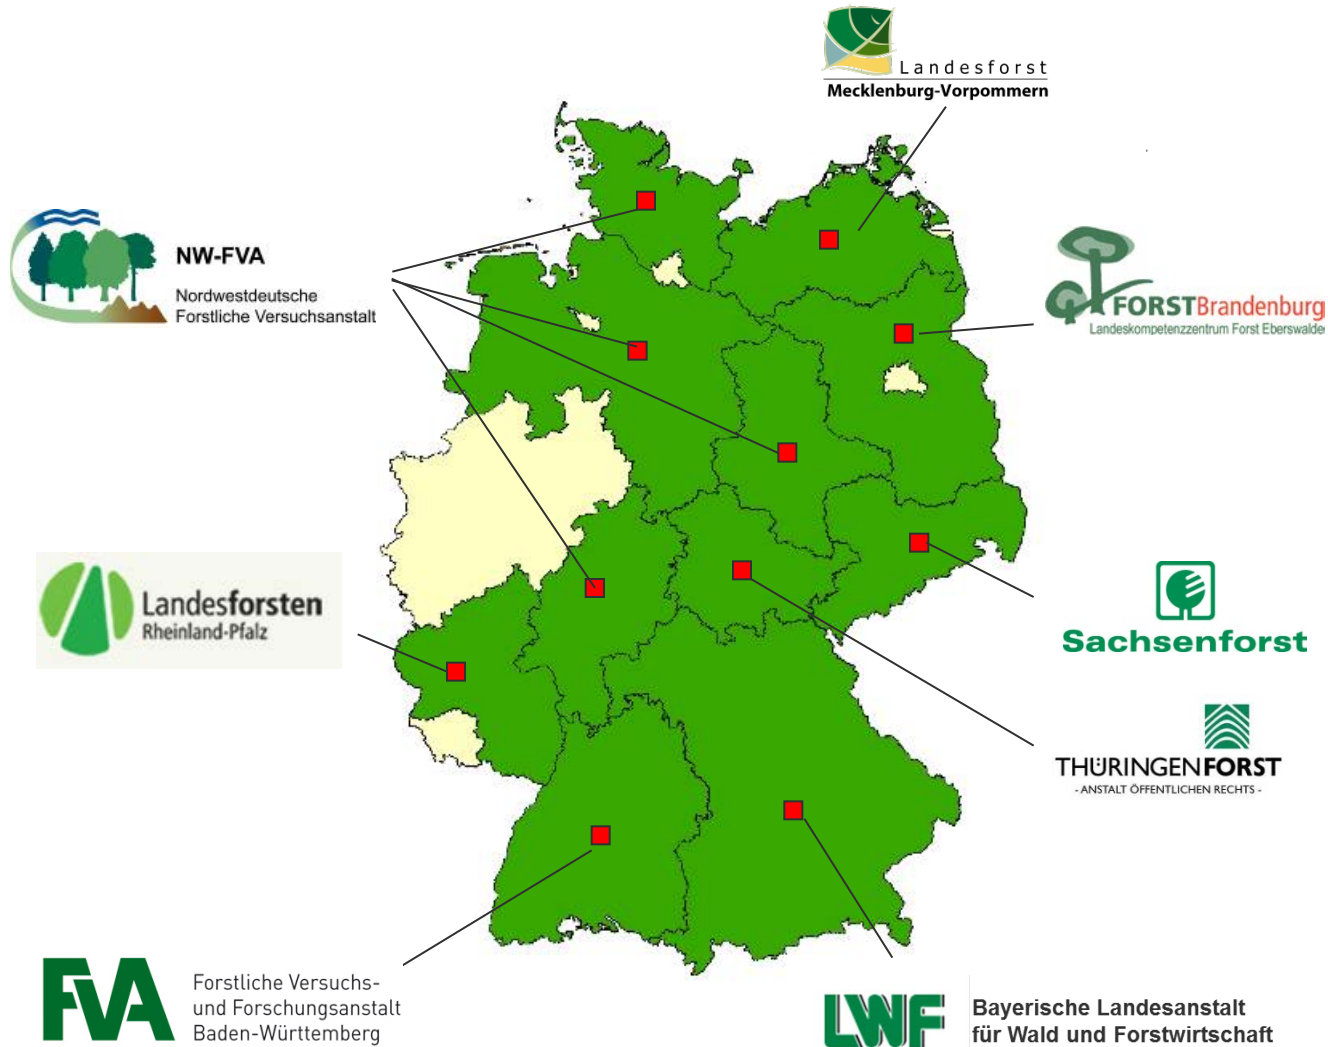 Landesforst
Mecklenburg-Vorpommern
NW-FVA
Nordwestdeutsche
Forstliche Versuchsanstalt
FORSTBrandenburg
Landeskompetenzzentrum Forst Eberswalde
Landesforsten
Rheinland-Pfalz
Sachsenforst
THÜRINGENFORST
- ANSTALT ÖFFENTLICHEN RECHTS -
FVA
Forstliche Versuchs-
und Forschungsanstalt
Baden-Württemberg
LWF
Bayerische Landesanstalt
für Wald und Forstwirtschaft